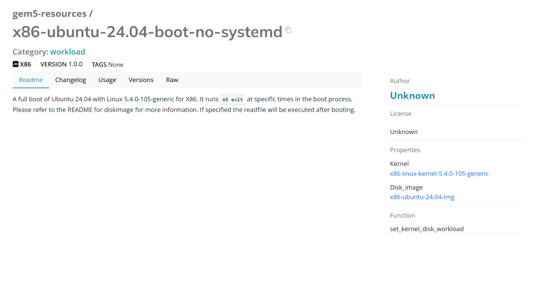 gem5-resources /
x86-ubuntu-24.04-boot-no-systemd
Category: workload
X86 VERSION 1.0.0 TAGS None
Readme Changelog Usage Versions Raw
A full boot of Ubuntu 24.04 with Linux 5.4.0-105-generic for X86. It runs m5 exit at specific times in the boot process.
Please refer to the README for diskimage for more information. If specified the readfile will be executed after booting.
Author
Unknown
License
Unknown
Properties
Kernel
x86-linux-kernel-5.4.0-105-generic
Disk_image
x86-ubuntu-24.04-img
Function
set_kernel_disk_workload